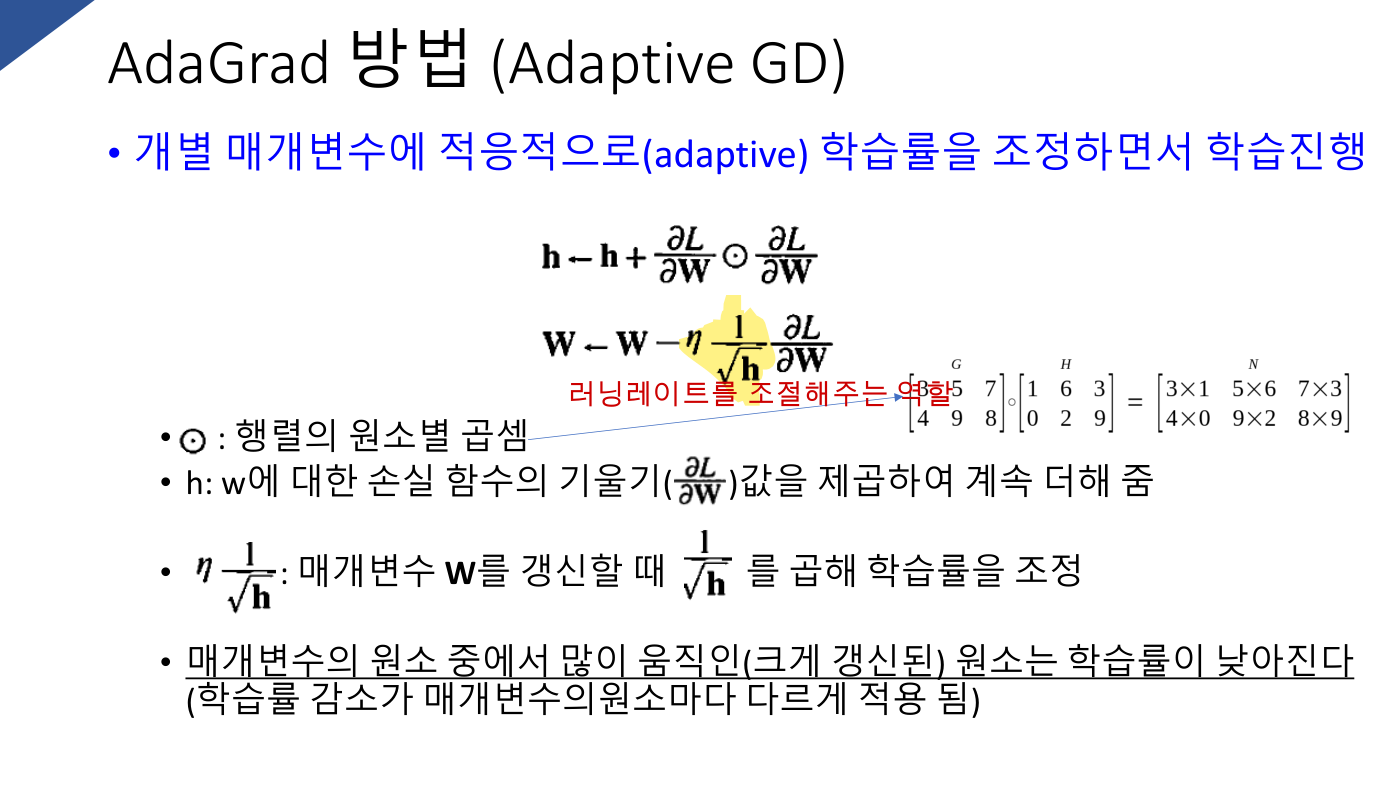 AdaGrad 방법 (Adaptive GD)
• 개별 매개변수에 적응적으로(adaptive) 학습률을 조정하면서 학습진행
h ← h + ∂L/∂W ⊙ ∂L/∂W
W ← W − η 1/√h ∂L/∂W
러닝레이트를 조절해주는 역할
G H N
[3 5 7; 4 9 8] ∘ [1 6 3; 0 2 9] = [3×1 5×6 7×3; 4×0 9×2 8×9]
• ⊙ : 행렬의 원소별 곱셈
• h: w에 대한 손실 함수의 기울기(∂L/∂W)값을 제곱하여 계속 더해 줌
• η 1/√h : 매개변수 W를 갱신할 때 1/√h 를 곱해 학습률을 조정
• 매개변수의 원소 중에서 많이 움직인(크게 갱신된) 원소는 학습률이 낮아진다
(학습률 감소가 매개변수의원소마다 다르게 적용 됨)